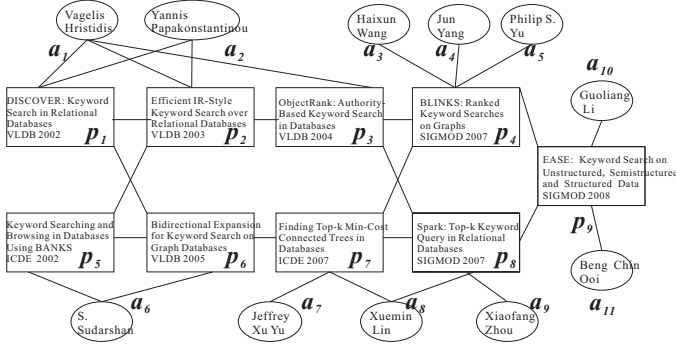 Vagelis
Hristidis
Yannis
Papakonstantinou
Haixun
Wang
Jun
Yang
Philip S.
Yu
a1
a2
a3
a4
a5
a10
Guoliang
Li
DISCOVER: Keyword
Search in Relational
Databases
VLDB 2002
p1
Efficient IR-Style
Keyword Search over
Relational Databases
VLDB 2003
p2
ObjectRank: Authority-
Based Keyword Search
in Databases
VLDB 2004
p3
BLINKS: Ranked
Keyword Searches
on Graphs
SIGMOD 2007
p4
EASE: Keyword Search on
Unstructured, Semistructured
and Structured Data
SIGMOD 2008
p9
Keyword Searching and
Browsing in Databases
Using BANKS
ICDE 2002
p5
Bidirectional Expansion
for Keyword Search on
Graph Databases
VLDB 2005
p6
Finding Top-k Min-Cost
Connected Trees in
Databases
ICDE 2007
p7
Spark: Top-k Keyword
Query in Relational
Databases
SIGMOD 2007
p8
S.
Sudarshan
a6
Jeffrey
Xu Yu
a7
Xuemin
Lin
a8
Xiaofang
Zhou
a9
Beng Chin
Ooi
a11